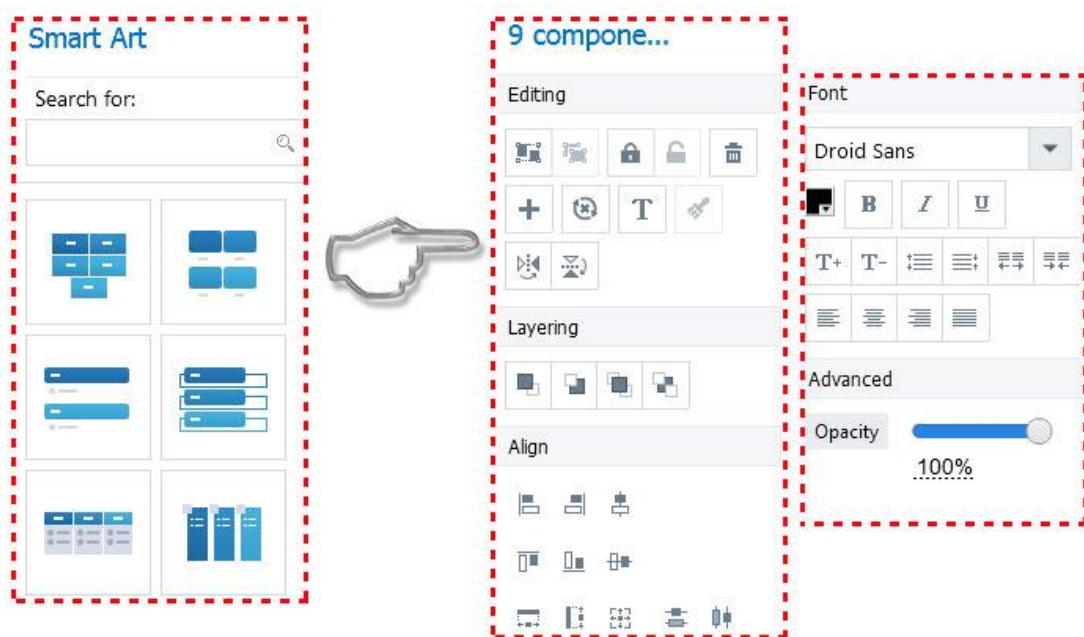 Smart Art
Search for:
9 compone...
Editing
T
Layering
Align
Font
Droid Sans
B I U
T+ T-
Advanced
Opacity
100%